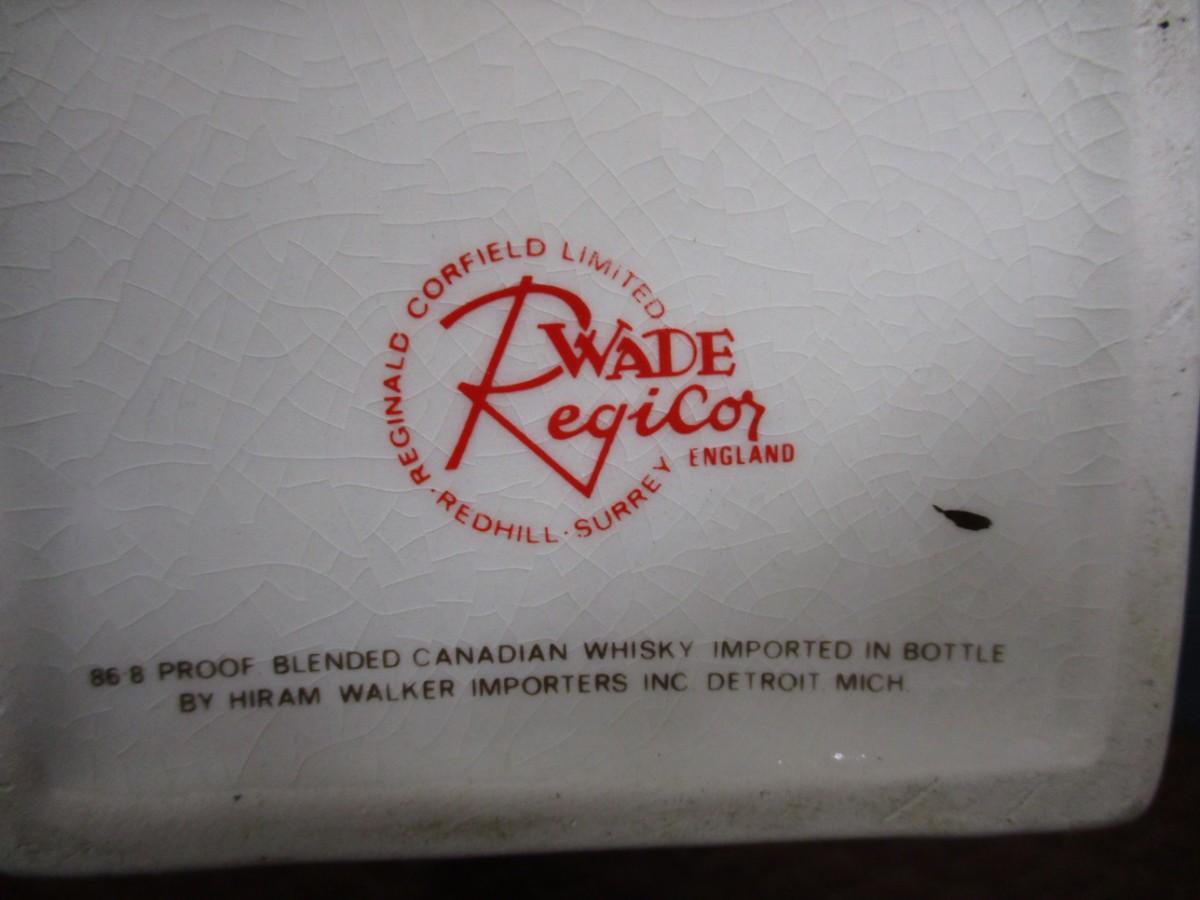 REGINALD CORFIELD LIMITED
WADE
RegiCor
ENGLAND
· REDHILL · SURREY
86·8 PROOF BLENDED CANADIAN WHISKY IMPORTED IN BOTTLE
BY HIRAM WALKER IMPORTERS INC DETROIT MICH.